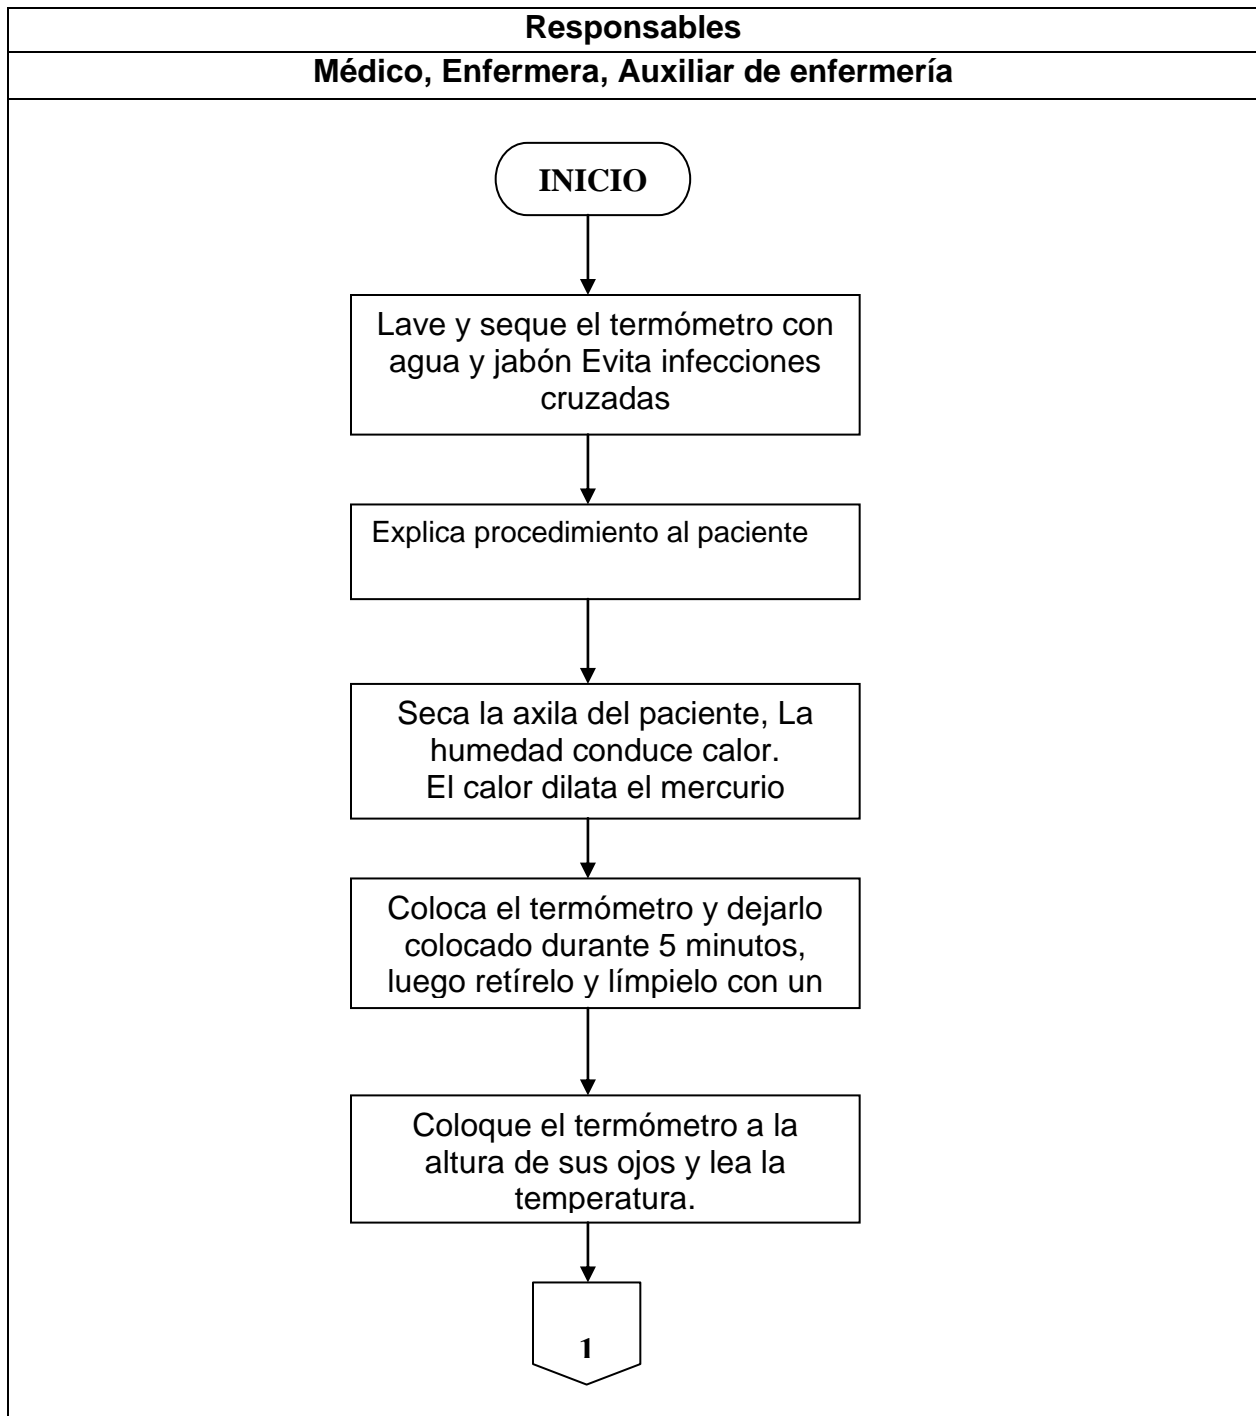 Responsables
Médico, Enfermera, Auxiliar de enfermería
INICIO
Lave y seque el termómetro con
agua y jabón Evita infecciones
cruzadas
Explica procedimiento al paciente
Seca la axila del paciente, La
humedad conduce calor.
El calor dilata el mercurio
Coloca el termómetro y dejarlo
colocado durante 5 minutos,
luego retírelo y límpielo con un
Coloque el termómetro a la
altura de sus ojos y lea la
temperatura.
1